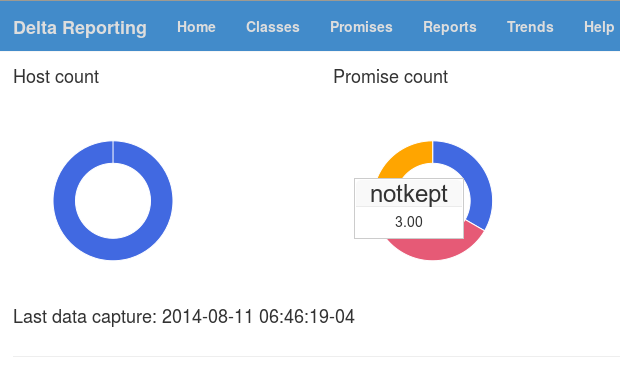 Delta Reporting Home Classes Promises Reports Trends Help
Host count Promise count
notkept
3.00
Last data capture: 2014-08-11 06:46:19-04